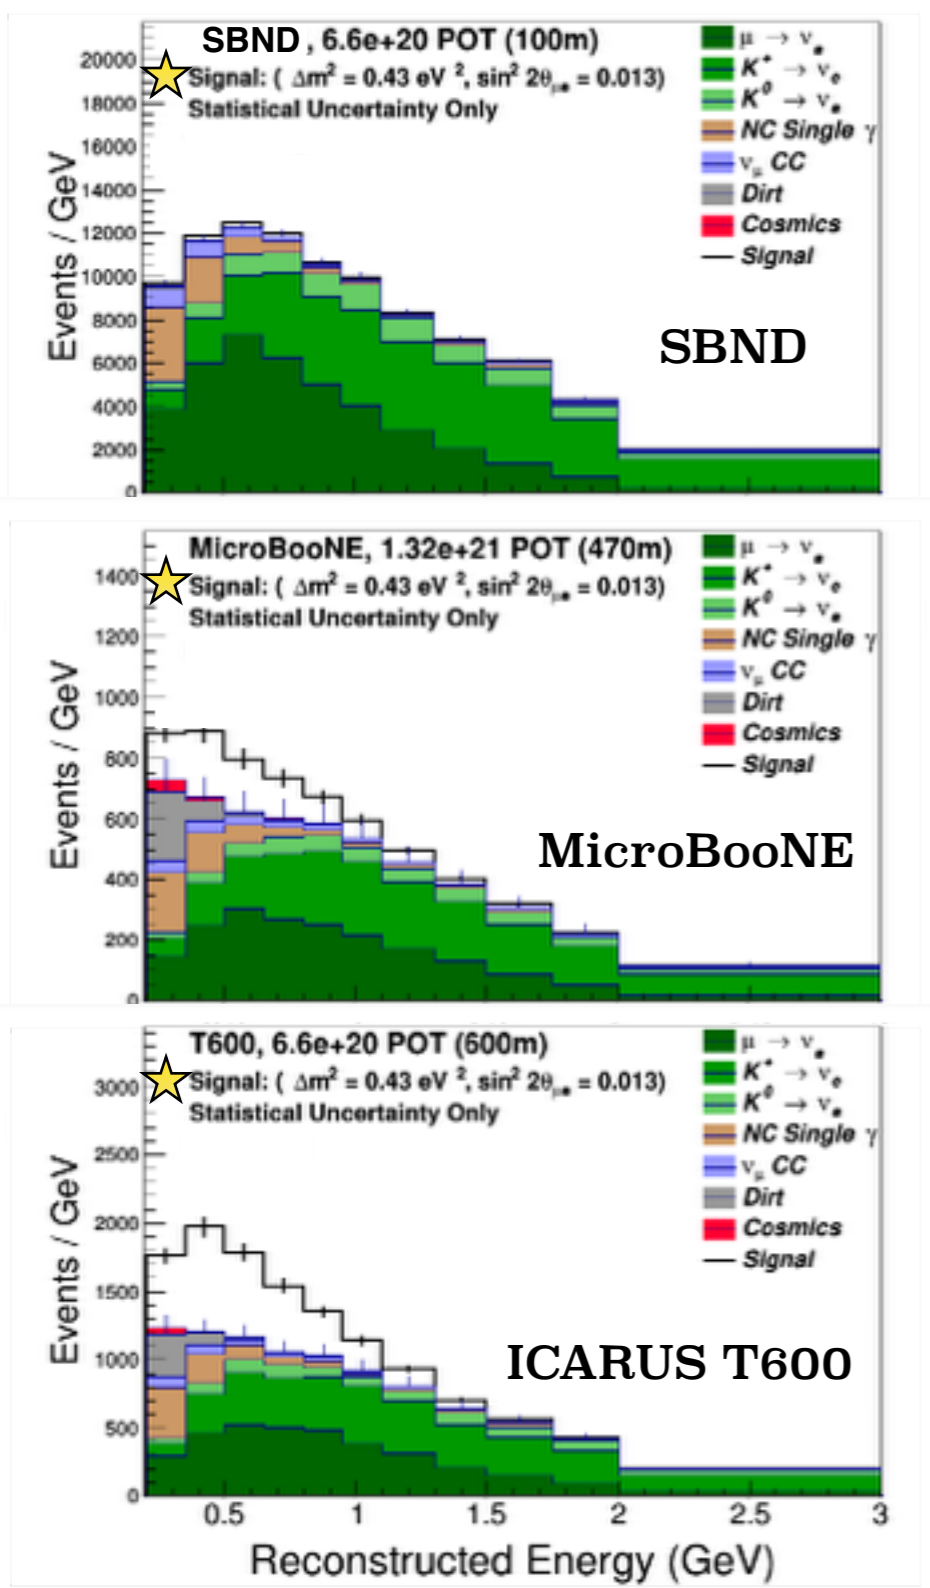 SBND , 6.6e+20 POT (100m)
Signal: ( Δm² = 0.43 eV ², sin² 2θμe = 0.013)
Statistical Uncertainty Only
μ → νe
K⁺ → νe
K⁰ → νe
NC Single γ
νμ CC
Dirt
Cosmics
Signal
SBND
Events / GeV
20000
18000
16000
14000
12000
10000
8000
6000
4000
2000
0
MicroBooNE, 1.32e+21 POT (470m)
Signal: ( Δm² = 0.43 eV ², sin² 2θμe = 0.013)
Statistical Uncertainty Only
μ → νe
K⁺ → νe
K⁰ → νe
NC Single γ
νμ CC
Dirt
Cosmics
Signal
MicroBooNE
Events / GeV
1400
1200
1000
800
600
400
200
0
T600, 6.6e+20 POT (600m)
Signal: ( Δm² = 0.43 eV ², sin² 2θμe = 0.013)
Statistical Uncertainty Only
μ → νe
K⁺ → νe
K⁰ → νe
NC Single γ
νμ CC
Dirt
Cosmics
Signal
ICARUS T600
Events / GeV
3000
2500
2000
1500
1000
500
0
0.5 1 1.5 2 2.5 3
Reconstructed Energy (GeV)